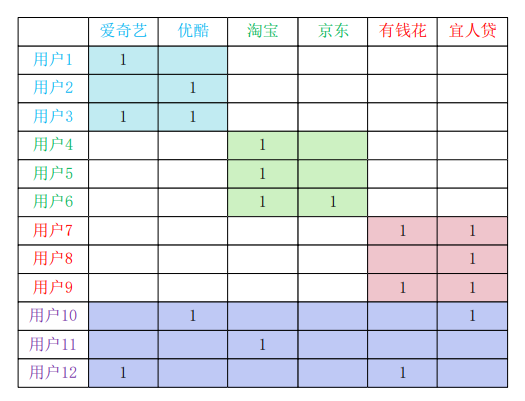 爱奇艺 优酷 淘宝 京东 有钱花 宜人贷
用户1 1
用户2 1
用户3 1 1
用户4 1
用户5 1
用户6 1 1
用户7 1 1
用户8 1
用户9 1 1
用户10 1 1
用户11 1
用户12 1 1